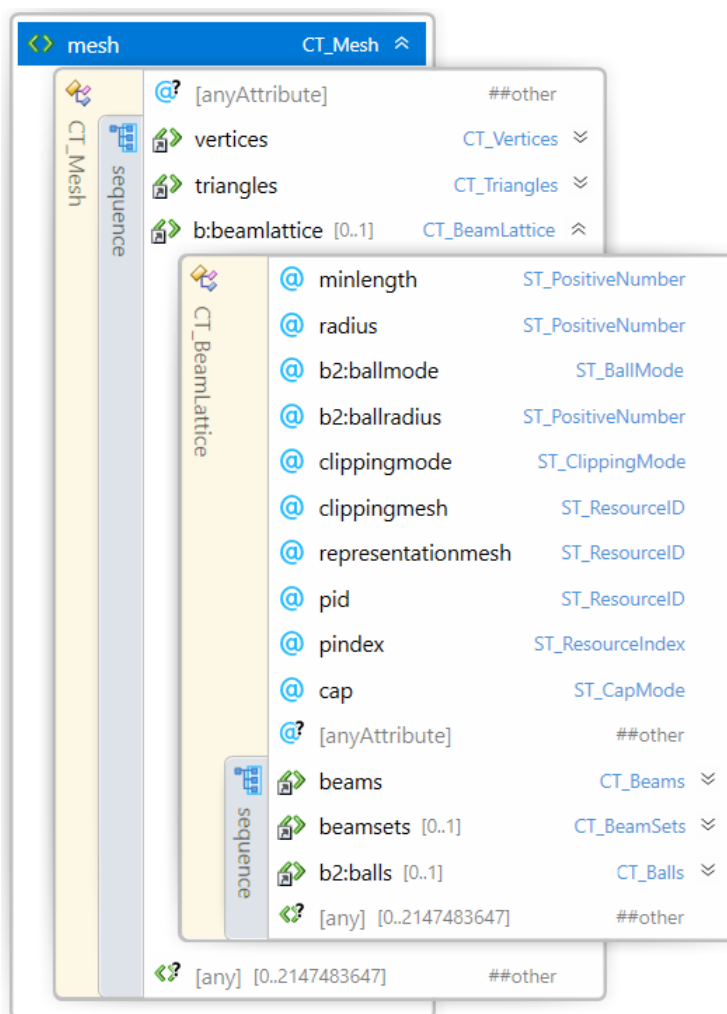 mesh CT_Mesh
CT_Mesh
[anyAttribute] ##other
sequence
vertices CT_Vertices
triangles CT_Triangles
b:beamlattice [0..1] CT_BeamLattice
CT_BeamLattice
minlength ST_PositiveNumber
radius ST_PositiveNumber
b2:ballmode ST_BallMode
b2:ballradius ST_PositiveNumber
clippingmode ST_ClippingMode
clippingmesh ST_ResourceID
representationmesh ST_ResourceID
pid ST_ResourceID
pindex ST_ResourceIndex
cap ST_CapMode
[anyAttribute] ##other
sequence
beams CT_Beams
beamsets [0..1] CT_BeamSets
b2:balls [0..1] CT_Balls
[any] [0..2147483647] ##other
[any] [0..2147483647] ##other